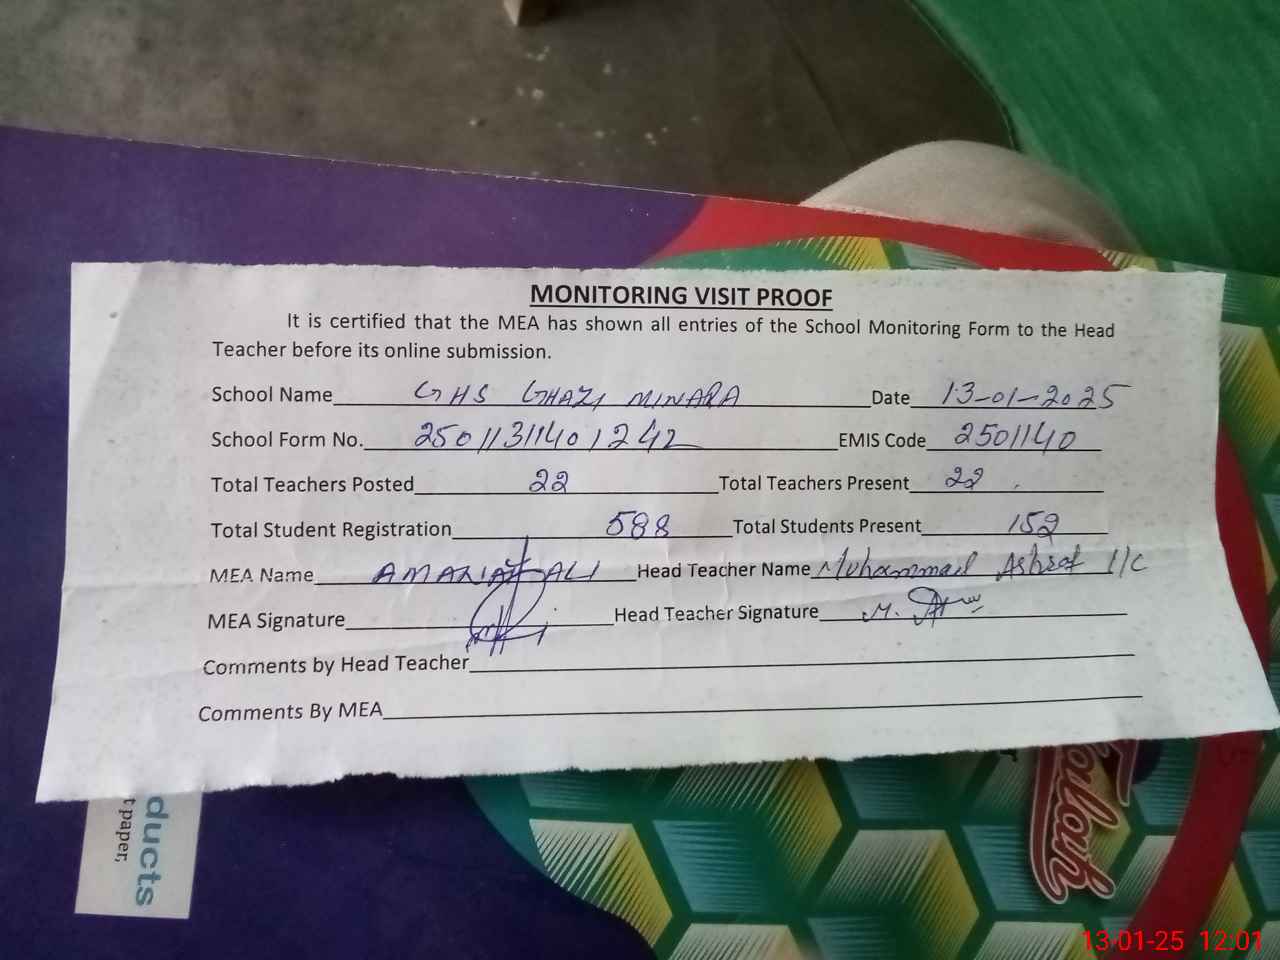 MONITORING VISIT PROOF
It is certified that the MEA has shown all entries of the School Monitoring Form to the Head
Teacher before its online submission.
School Name GHS GHAZI MINARA Date 13-01-2025
School Form No. 25011311401242 EMIS Code 2501140
Total Teachers Posted 22 Total Teachers Present 22
Total Student Registration 588 Total Students Present 152
MEA Name ALI Head Teacher Name Muhammad Ashraf I/C
MEA Signature Head Teacher Signature M.
Comments by Head Teacher
Comments By MEA
ducts
t paper,
13-01-25 12:01